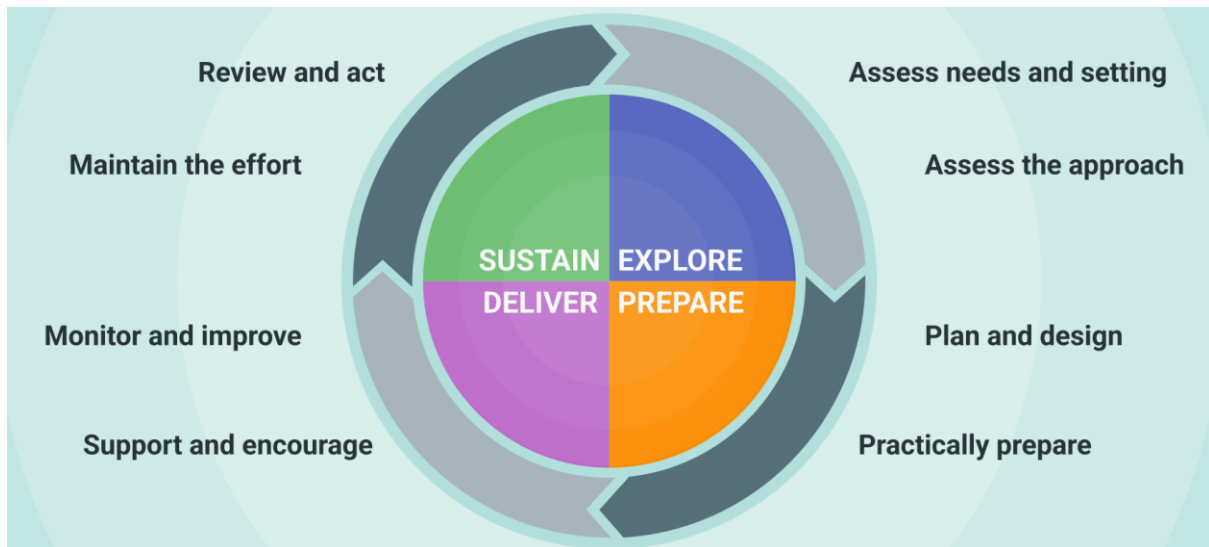 Review and act
Assess needs and setting
Maintain the effort
Assess the approach
SUSTAIN EXPLORE
DELIVER PREPARE
Monitor and improve
Plan and design
Support and encourage
Practically prepare